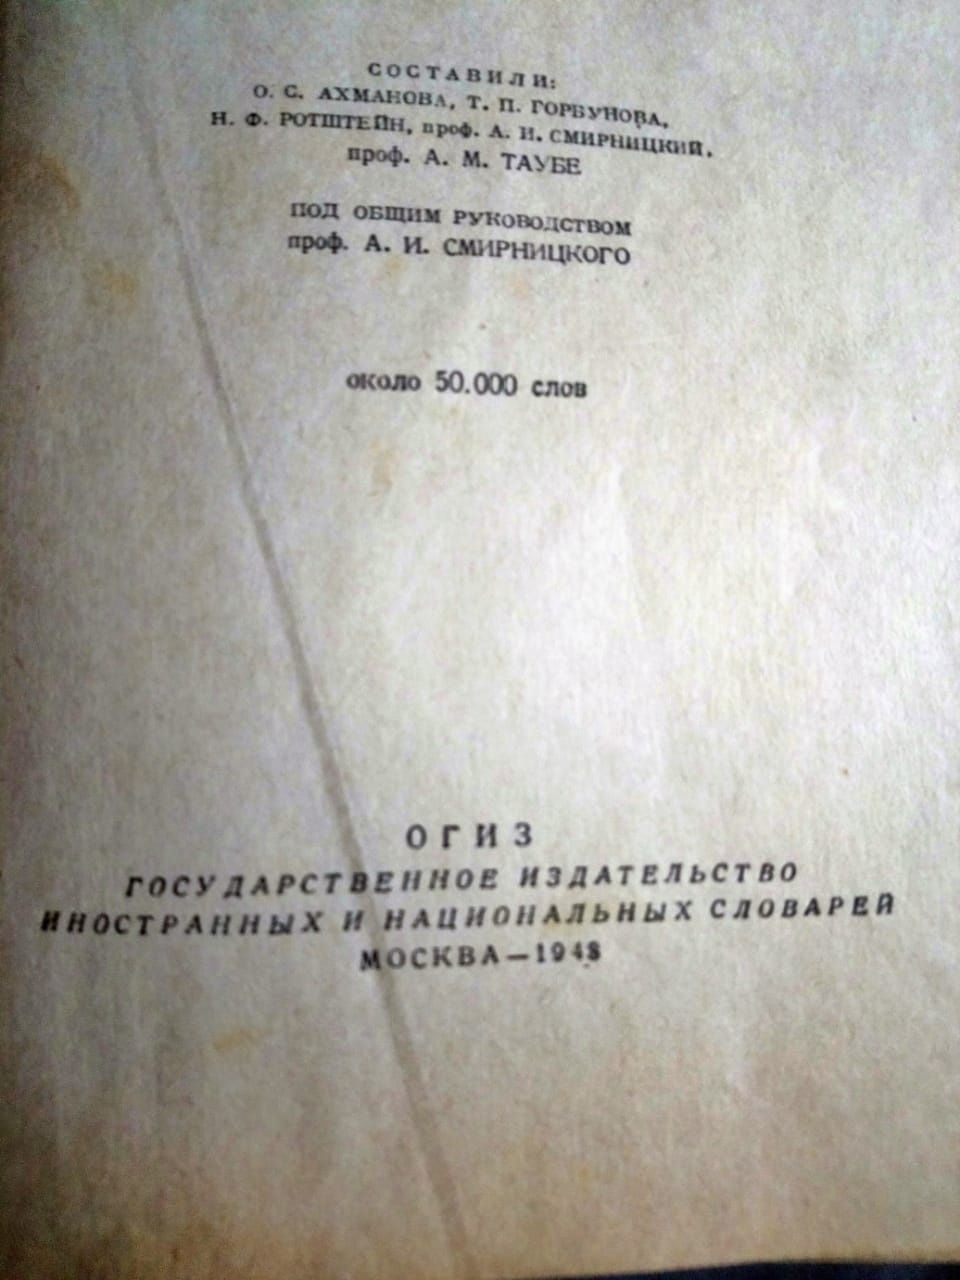 СОСТАВИЛИ:
О. С. АХМАНОВА, Т. П. ГОРБУНОВА,
Н. Ф. РОТШТЕЙН, проф. А. И. СМИРНИЦКИЙ,
проф. А. М. ТАУБЕ
ПОД ОБЩИМ РУКОВОДСТВОМ
проф. А. И. СМИРНИЦКОГО
около 50.000 слов
ОГИЗ
ГОСУДАРСТВЕННОЕ ИЗДАТЕЛЬСТВО
ИНОСТРАННЫХ И НАЦИОНАЛЬНЫХ СЛОВАРЕЙ
МОСКВА — 1948